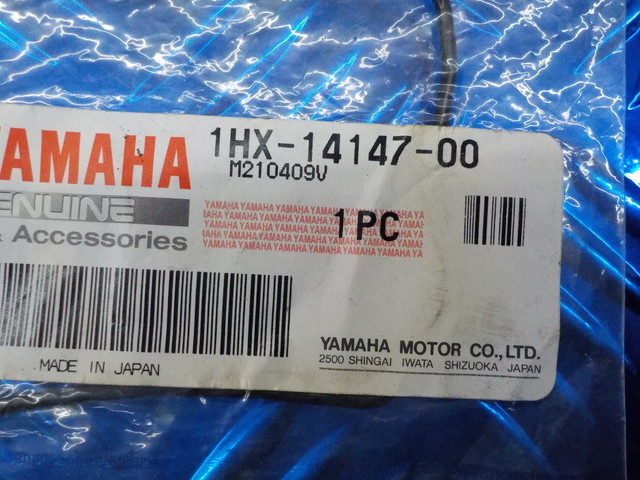 YAMAHA
GENUINE
& Accessories
1HX-14147-00
M210409V
YAMAHA YAMAHA YAMAHA YAMAHA YAMAHA YA
1PC
MADE IN JAPAN
YAMAHA MOTOR CO.,LTD.
2500 SHINGAI IWATA SHIZUOKA JAPAN